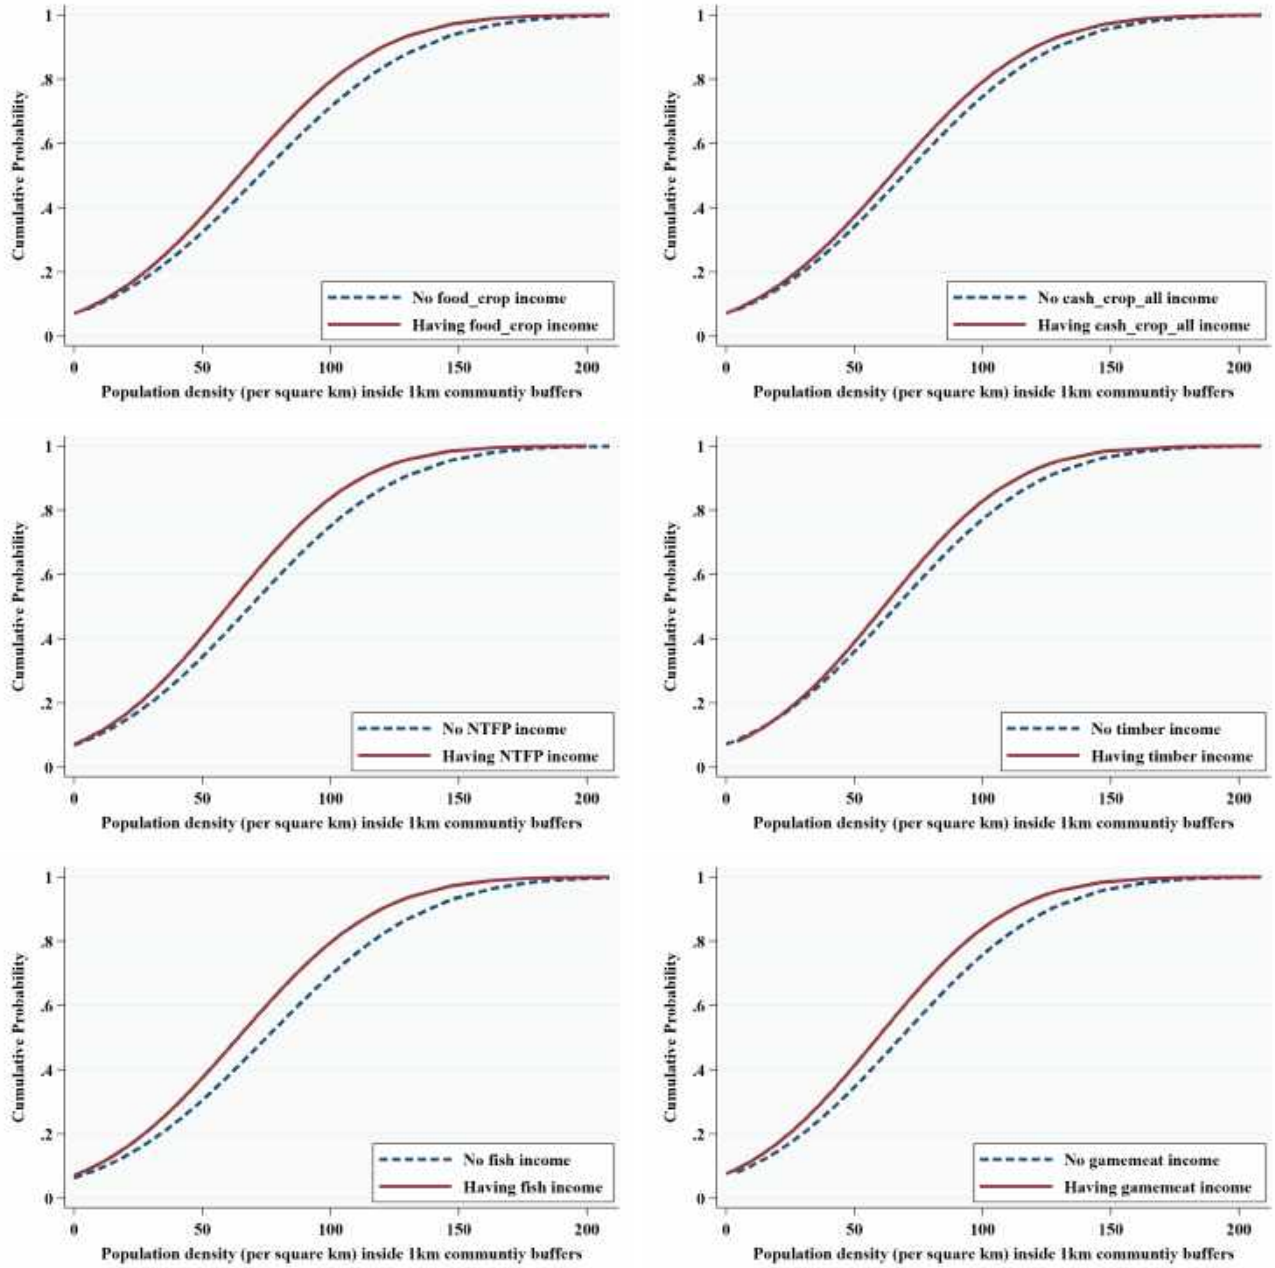 1
.8
.6
.4
.2
0
Cumulative Probability
No food_crop income
Having food_crop income
0 50 100 150 200
Population density (per square km) inside 1km communtiy buffers
1
.8
.6
.4
.2
0
Cumulative Probability
No cash_crop_all income
Having cash_crop_all income
0 50 100 150 200
Population density (per square km) inside 1km communtiy buffers
1
.8
.6
.4
.2
0
Cumulative Probability
No NTFP income
Having NTFP income
0 50 100 150 200
Population density (per square km) inside 1km communtiy buffers
1
.8
.6
.4
.2
0
Cumulative Probability
No timber income
Having timber income
0 50 100 150 200
Population density (per square km) inside 1km communtiy buffers
1
.8
.6
.4
.2
0
Cumulative Probability
No fish income
Having fish income
0 50 100 150 200
Population density (per square km) inside 1km communtiy buffers
1
.8
.6
.4
.2
0
Cumulative Probability
No gamemeat income
Having gamemeat income
0 50 100 150 200
Population density (per square km) inside 1km communtiy buffers